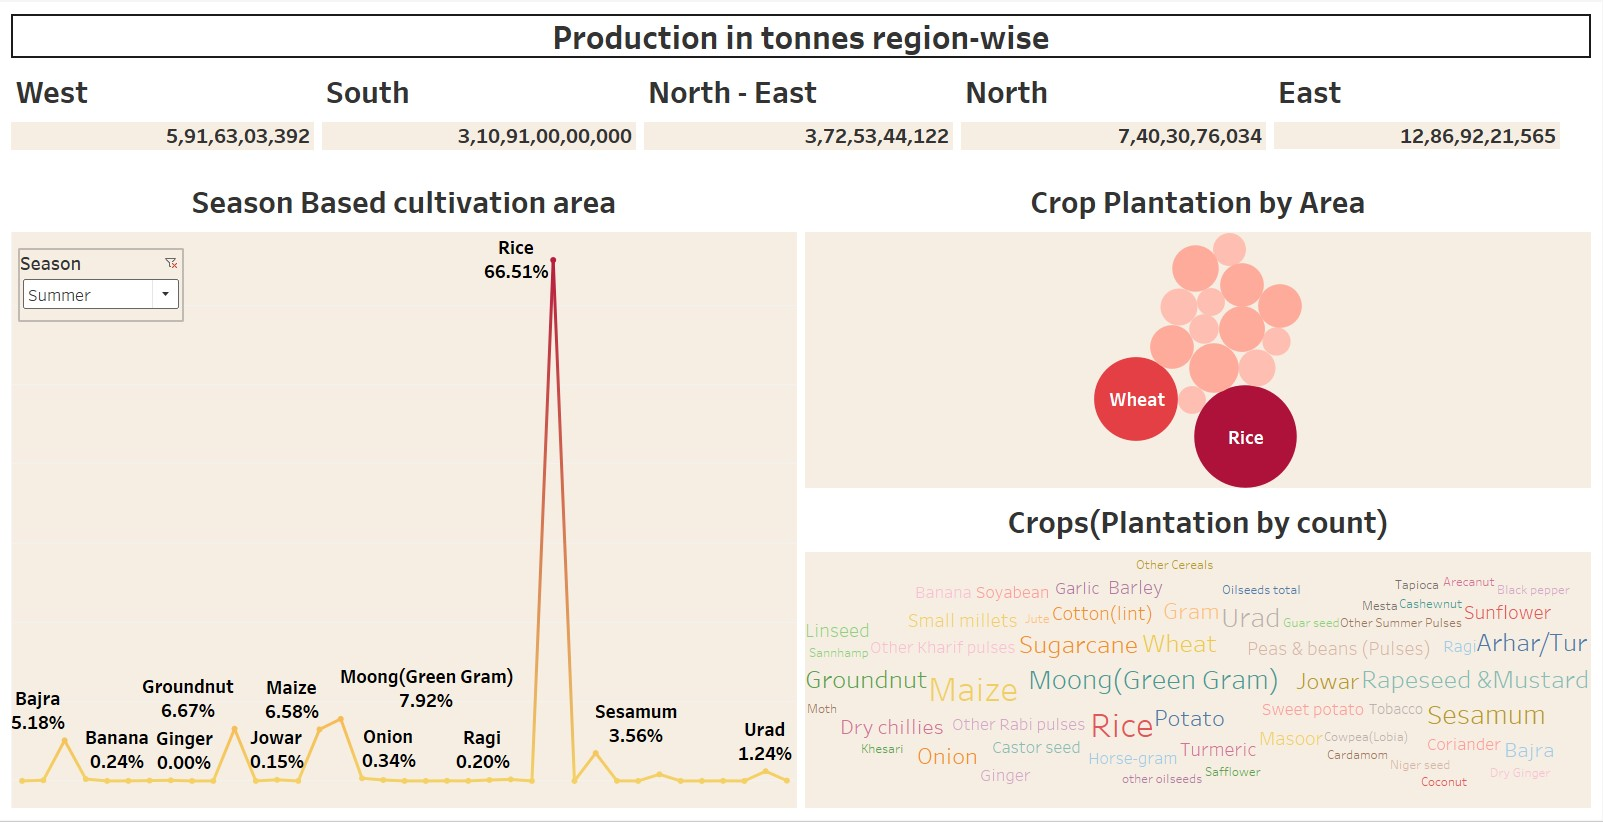 Production in tonnes region-wise
West
South
North - East
North
East
5,91,63,03,392
3,10,91,00,00,000
3,72,53,44,122
7,40,30,76,034
12,86,92,21,565
Season Based cultivation area
Season
Summer
Rice
66.51%
Bajra
5.18%
Banana
0.24%
Groundnut
6.67%
Ginger
0.00%
Maize
6.58%
Jowar
0.15%
Moong(Green Gram)
7.92%
Onion
0.34%
Ragi
0.20%
Sesamum
3.56%
Urad
1.24%
Crop Plantation by Area
Wheat
Rice
Crops(Plantation by count)
Other Cereals
Banana Soyabean Garlic Barley Oilseeds total Tapioca Arecanut Black pepper
Small millets Jute Cotton(lint) Gram Urad Guar seed Other Summer Pulses Mesta Cashewnut Sunflower
Linseed
Sannhamp Other Kharif pulses Sugarcane Wheat Peas & beans (Pulses) Ragi Arhar/Tur
Groundnut Maize Moong(Green Gram) Jowar Rapeseed &Mustard
Moth
Dry chillies Other Rabi pulses Rice Potato Sweet potato Tobacco Sesamum
Khesari Onion Castor seed Horse-gram Turmeric Masoor Cowpea(Lobia) Cardamom Coriander Bajra
Niger seed
Ginger other oilseeds Safflower Coconut Dry Ginger